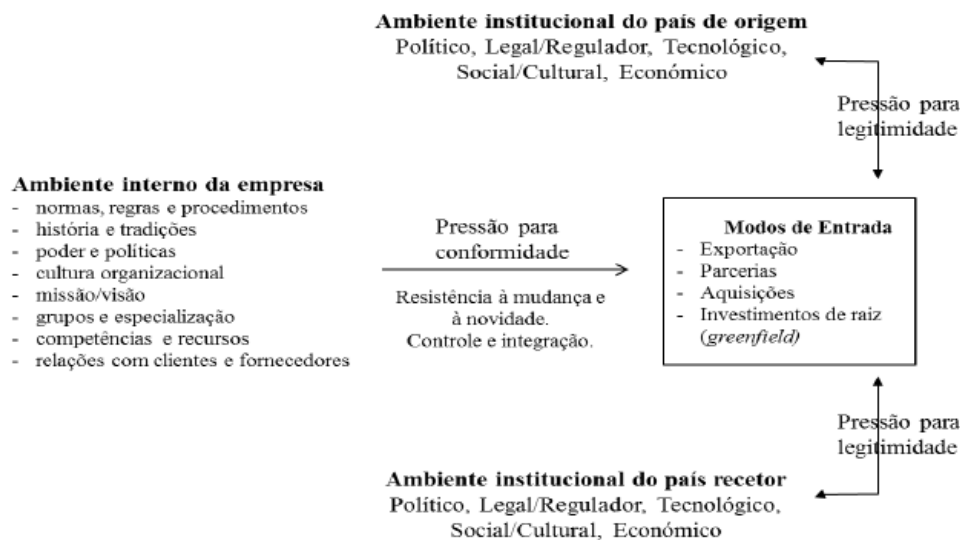 Ambiente institucional do país de origem
Político, Legal/Regulador, Tecnológico,
Social/Cultural, Económico
Pressão para
legitimidade
Ambiente interno da empresa
- normas, regras e procedimentos
- história e tradições
- poder e políticas
- cultura organizacional
- missão/visão
- grupos e especialização
- competências e recursos
- relações com clientes e fornecedores
Pressão para
conformidade
Resistência à mudança e
à novidade.
Controle e integração.
Modos de Entrada
- Exportação
- Parcerias
- Aquisições
- Investimentos de raiz
(greenfield)
Pressão para
legitimidade
Ambiente institucional do país recetor
Político, Legal/Regulador, Tecnológico,
Social/Cultural, Económico